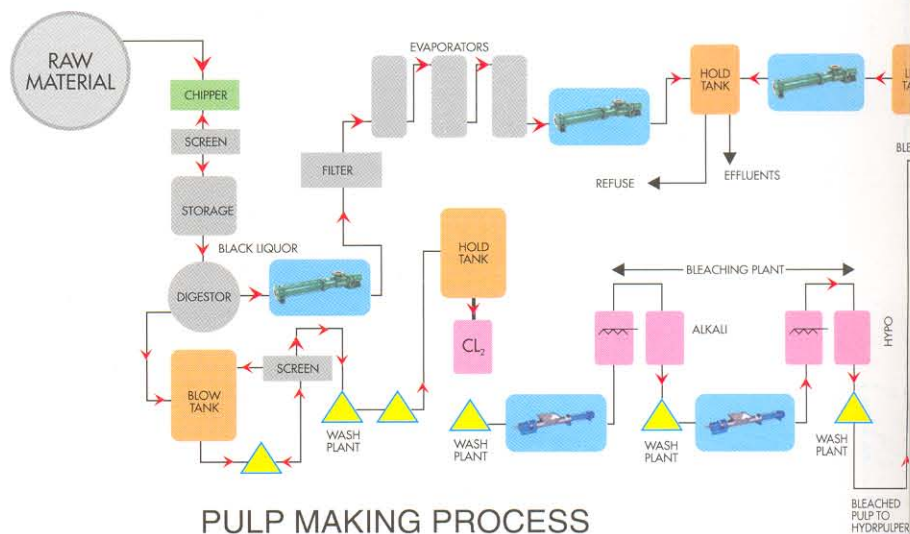 RAW
MATERIAL
CHIPPER
SCREEN
STORAGE
BLACK LIQUOR
DIGESTOR
FILTER
EVAPORATORS
HOLD
TANK
REFUSE
EFFLUENTS
HOLD
TANK
CL2
BLEACHING PLANT
ALKALI
HYPO
BLOW
TANK
SCREEN
WASH
PLANT
WASH
PLANT
WASH
PLANT
WASH
PLANT
BLEACHED
PULP TO
HYDRPULPER
PULP MAKING PROCESS